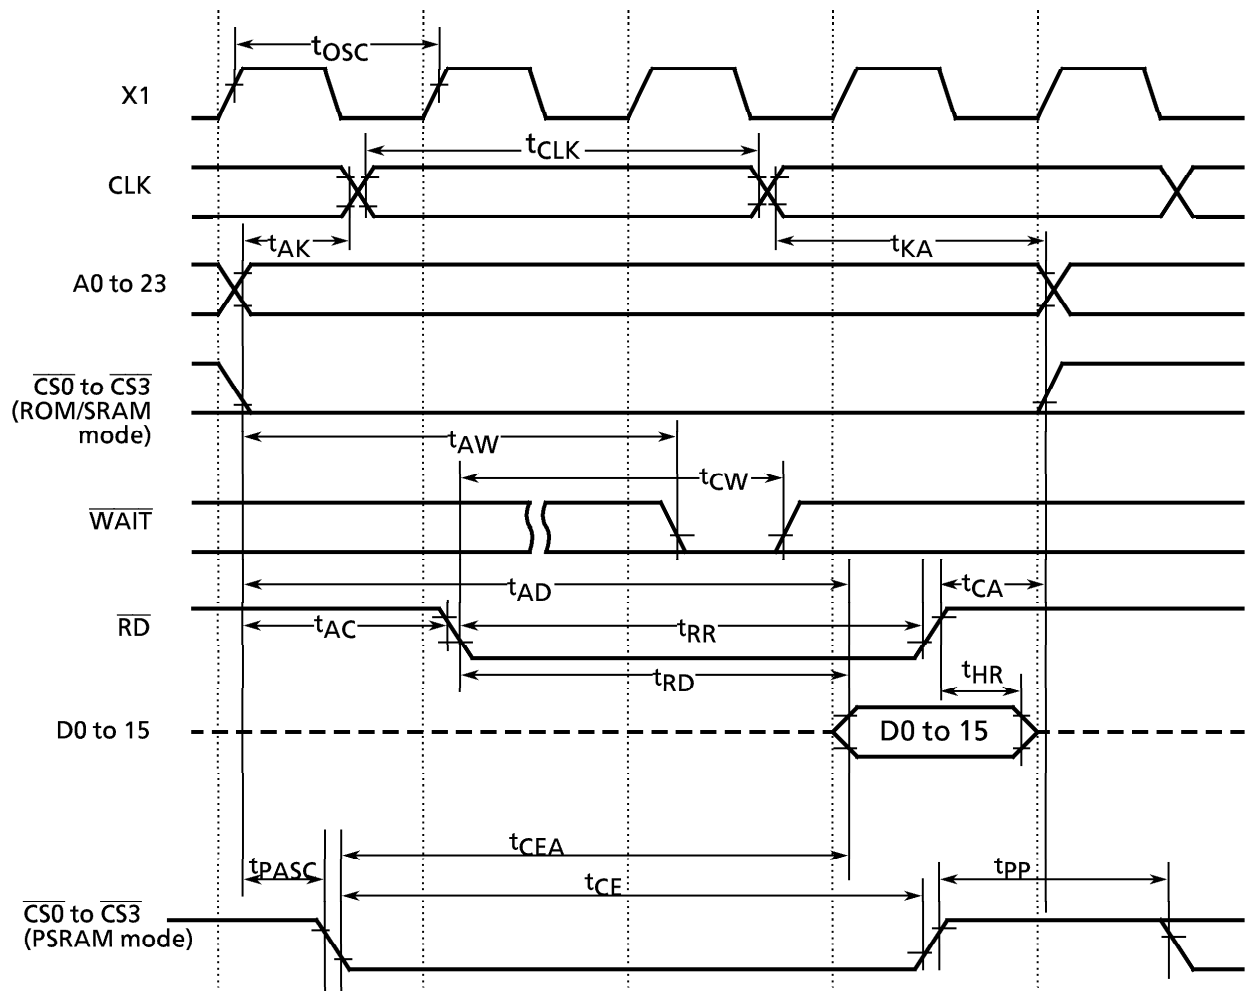 tOSC
X1
tCLK
CLK
tAK
tKA
A0 to 23
CS0 to CS3
(ROM/SRAM
mode)
tAW
tCW
WAIT
tAD
tCA
RD
tAC
tRR
tRD
tHR
D0 to 15
D0 to 15
tCEA
tPASC
tCE
tPP
CS0 to CS3
(PSRAM mode)